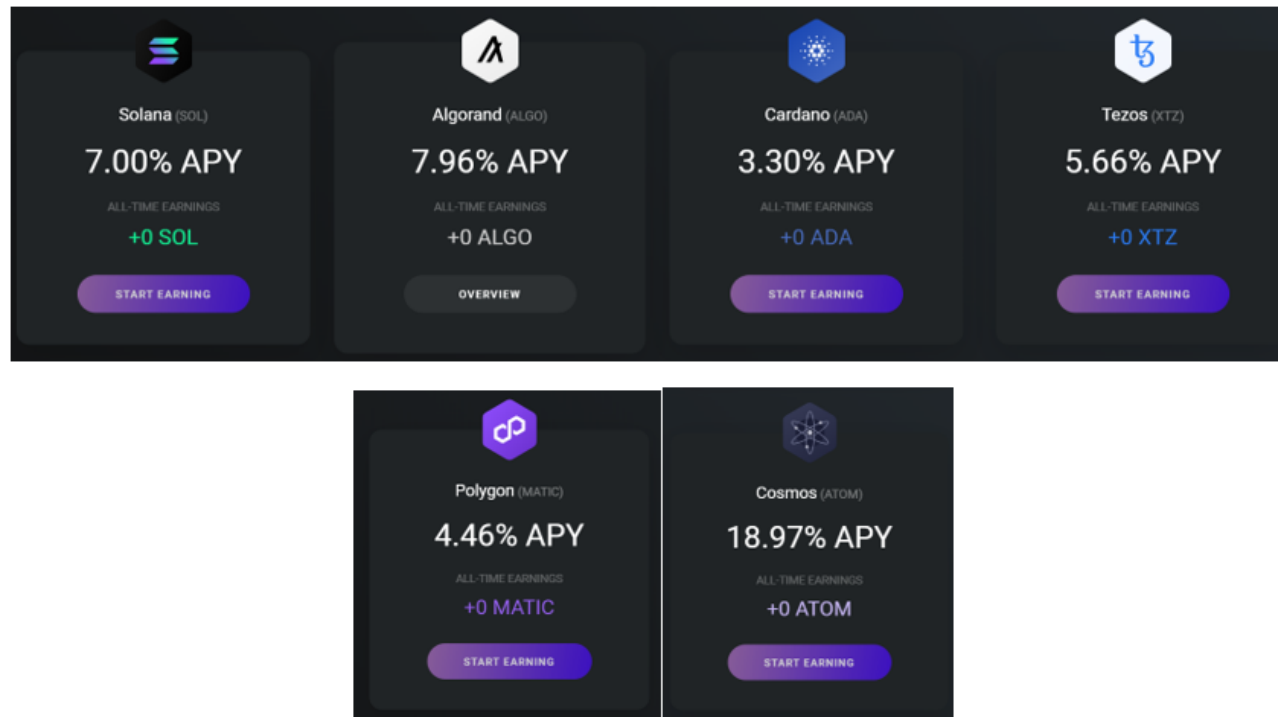 Solana (SOL)
7.00% APY
ALL-TIME EARNINGS
+0 SOL
START EARNING
Algorand (ALGO)
7.96% APY
ALL-TIME EARNINGS
+0 ALGO
OVERVIEW
Cardano (ADA)
3.30% APY
ALL-TIME EARNINGS
+0 ADA
START EARNING
Tezos (XTZ)
5.66% APY
ALL-TIME EARNINGS
+0 XTZ
START EARNING
Polygon (MATIC)
4.46% APY
ALL-TIME EARNINGS
+0 MATIC
START EARNING
Cosmos (ATOM)
18.97% APY
ALL-TIME EARNINGS
+0 ATOM
START EARNING